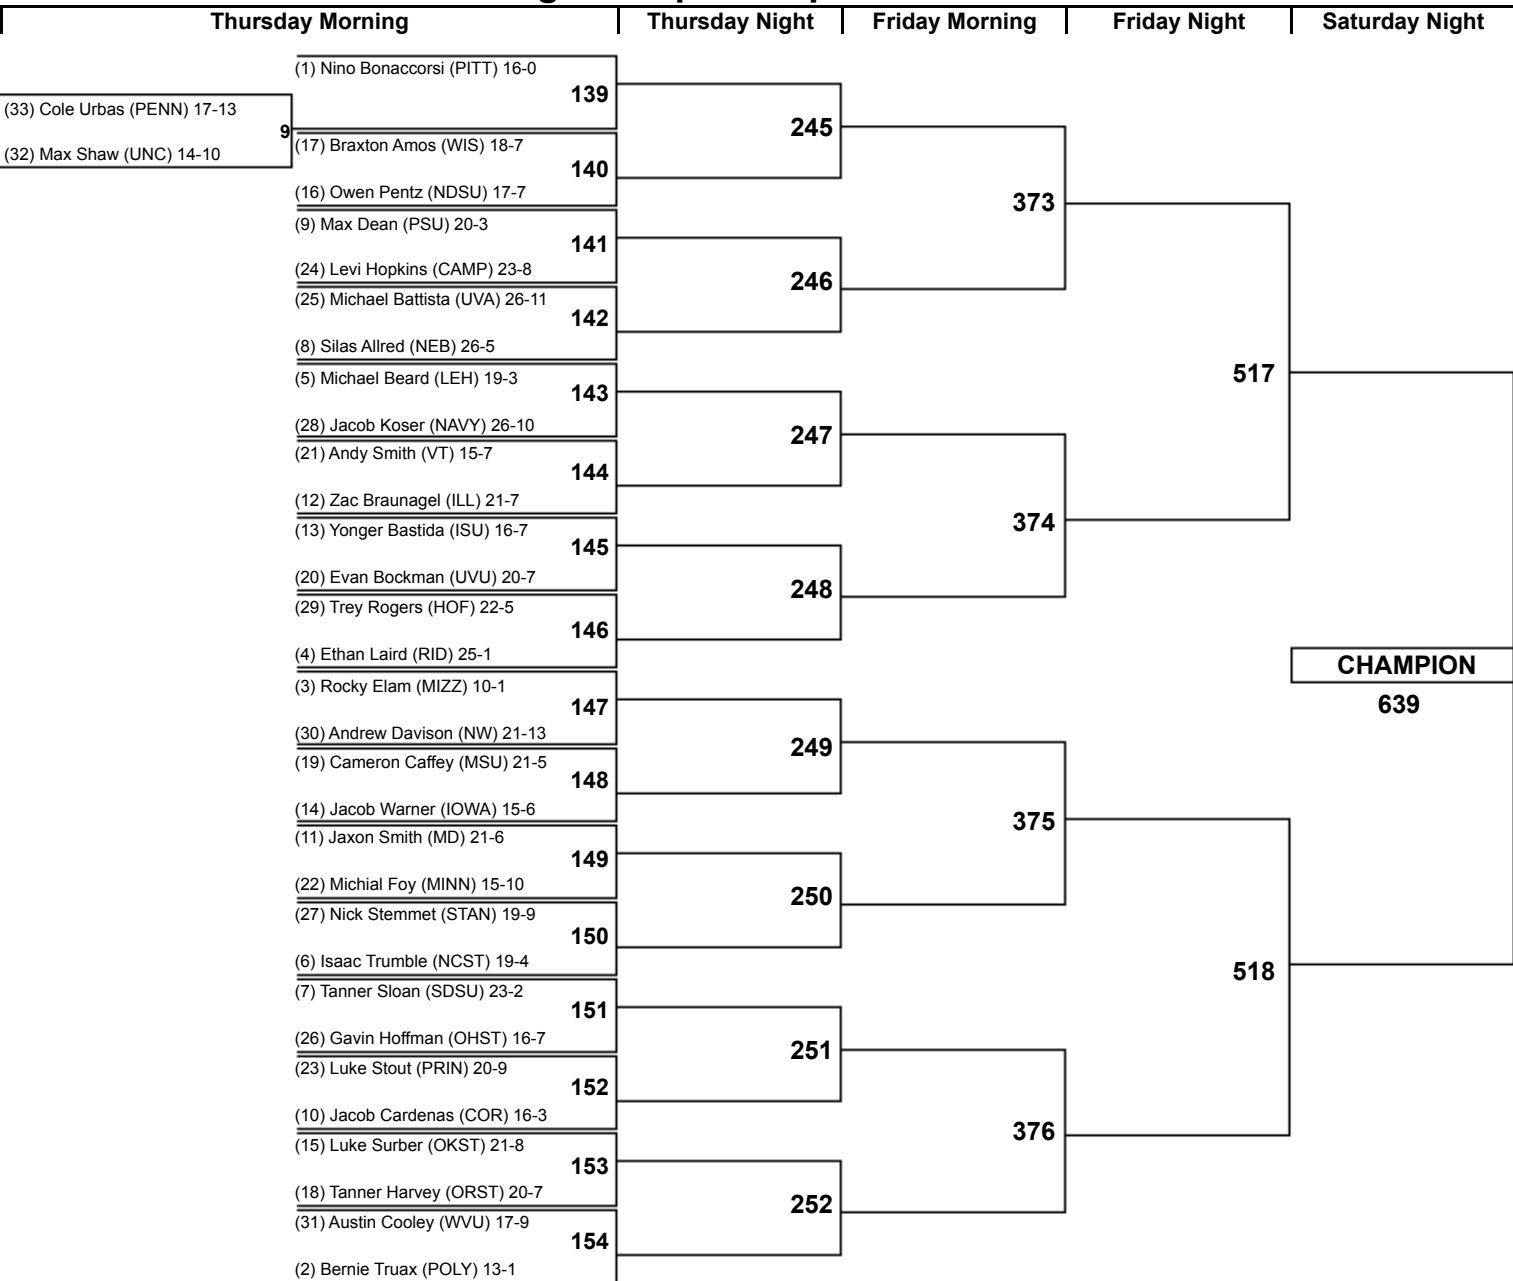 Thursday Morning Thursday Night Friday Morning Friday Night Saturday Night
(1) Nino Bonaccorsi (PITT) 16-0
139
(33) Cole Urbas (PENN) 17-13
9
(32) Max Shaw (UNC) 14-10
(17) Braxton Amos (WIS) 18-7
140
(16) Owen Pentz (NDSU) 17-7
(9) Max Dean (PSU) 20-3
141
(24) Levi Hopkins (CAMP) 23-8
(25) Michael Battista (UVA) 26-11
142
(8) Silas Allred (NEB) 26-5
(5) Michael Beard (LEH) 19-3
143
(28) Jacob Koser (NAVY) 26-10
(21) Andy Smith (VT) 15-7
144
(12) Zac Braunagel (ILL) 21-7
(13) Yonger Bastida (ISU) 16-7
145
(20) Evan Bockman (UVU) 20-7
(29) Trey Rogers (HOF) 22-5
146
(4) Ethan Laird (RID) 25-1
(3) Rocky Elam (MIZZ) 10-1
147
(30) Andrew Davison (NW) 21-13
(19) Cameron Caffey (MSU) 21-5
148
(14) Jacob Warner (IOWA) 15-6
(11) Jaxon Smith (MD) 21-6
149
(22) Michial Foy (MINN) 15-10
(27) Nick Stemmet (STAN) 19-9
150
(6) Isaac Trumble (NCST) 19-4
(7) Tanner Sloan (SDSU) 23-2
151
(26) Gavin Hoffman (OHST) 16-7
(23) Luke Stout (PRIN) 20-9
152
(10) Jacob Cardenas (COR) 16-3
(15) Luke Surber (OKST) 21-8
153
(18) Tanner Harvey (ORST) 20-7
(31) Austin Cooley (WVU) 17-9
154
(2) Bernie Truax (POLY) 13-1
245
246
247
248
249
250
251
252
373
374
375
376
517
518
CHAMPION
639